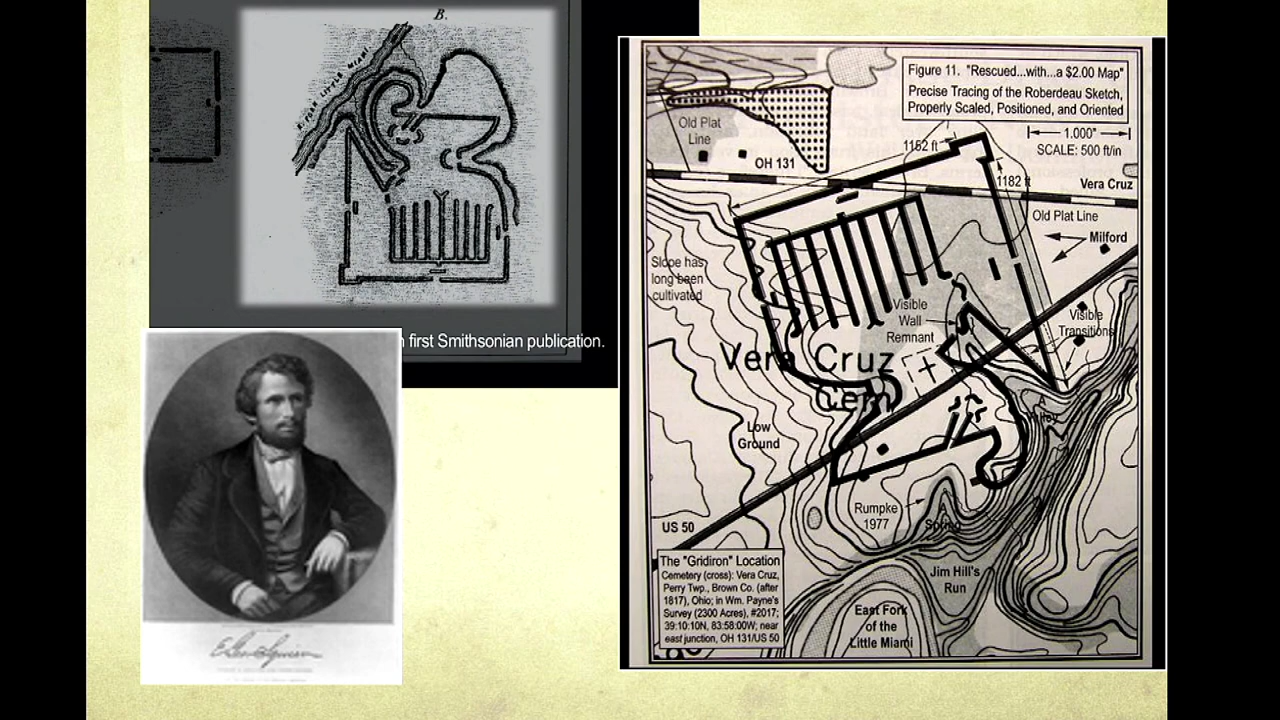 B.
E. FORK LITTLE MIAMI
first Smithsonian publication.
Figure 11. "Rescued...with...a $2.00 Map"
Precise Tracing of the Roberdeau Sketch,
Properly Scaled, Positioned, and Oriented
1.000"
SCALE: 500 ft/in
Old Plat
Line
OH 131
1152 ft
1182 ft
Vera Cruz
Old Plat Line
Milford
Slope has
long been
cultivated
Visible
Wall
Remnant
Visible
Transitions
Vera Cruz
Cem
A
Valley
Low
Ground
Rumpke
1977
A
Spring
US 50
Jim Hill's
Run
East Fork
of the
Little Miami
The "Gridiron" Location
Cemetery (cross): Vera Cruz,
Perry Twp., Brown Co. (after
1817), Ohio; in Wm. Payne's
Survey (2300 Acres), #2017;
39:10:10N, 83:58:00W; near
east junction, OH 131/US 50